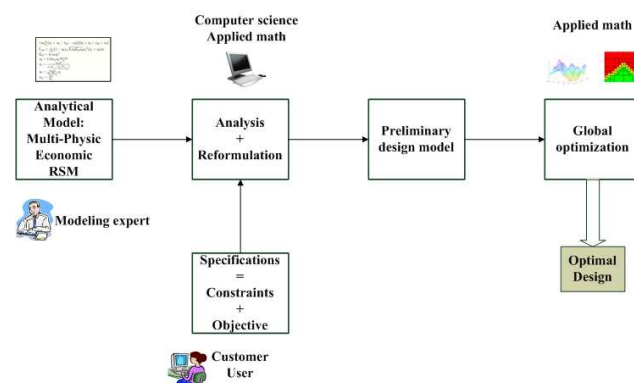 Computer science
Applied math
Applied math
Analytical
Model:
Multi-Physic
Economic
RSM
Analysis
+
Reformulation
Preliminary
design model
Global
optimization
Modeling expert
Specifications
=
Constraints
+
Objective
Optimal
Design
Customer
User